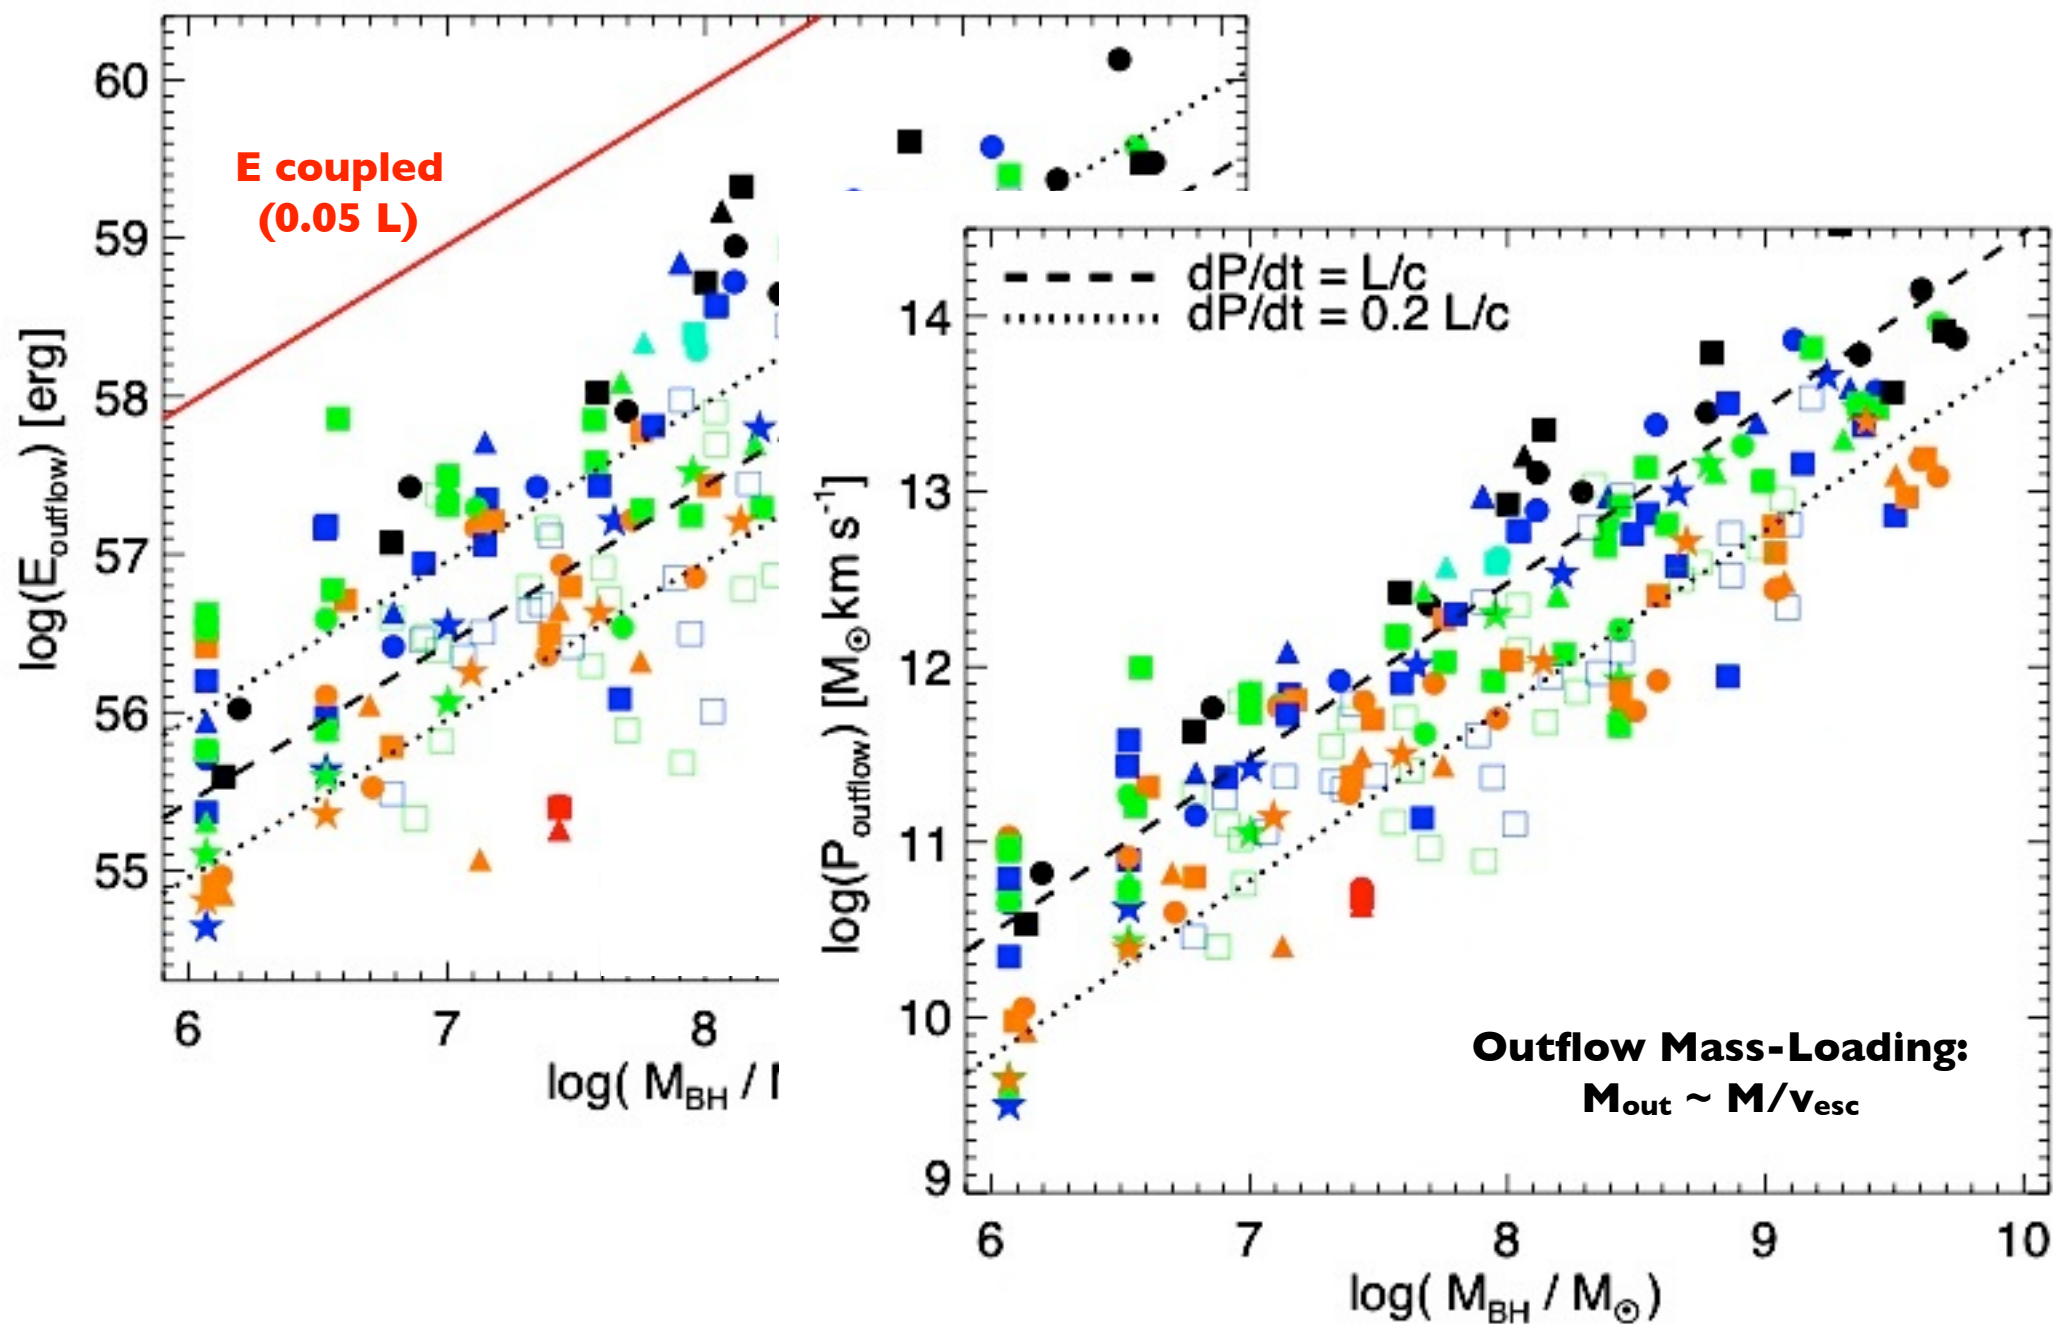 60
59
58
57
56
55
log(E_outflow) [erg]
E coupled
(0.05 L)
6 7 8
log( M_BH /
dP/dt = L/c
dP/dt = 0.2 L/c
14
13
12
11
10
9
log(P_outflow) [M⊙km s⁻¹]
Outflow Mass-Loading:
M_out ~ M/v_esc
6 7 8 9 10
log( M_BH / M⊙)